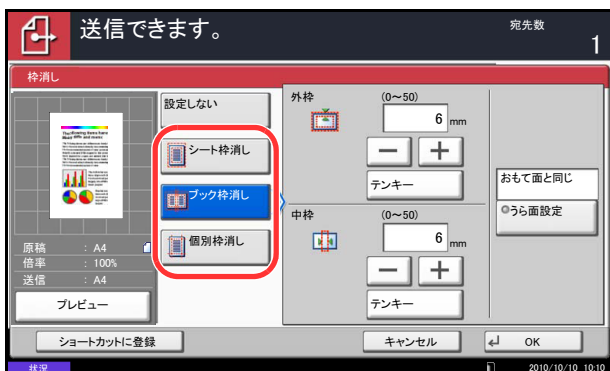 送信できます。
宛先数
1
枠消し
設定しない
シート枠消し
ブック枠消し
個別枠消し
外枠
(0～50)
6 mm
テンキー
中枠
(0～50)
6 mm
テンキー
おもて面と同じ
うら面設定
原稿 : A4
倍率 : 100%
送信 : A4
プレビュー
ショートカットに登録
キャンセル
OK
状況
2010/10/10 10:10